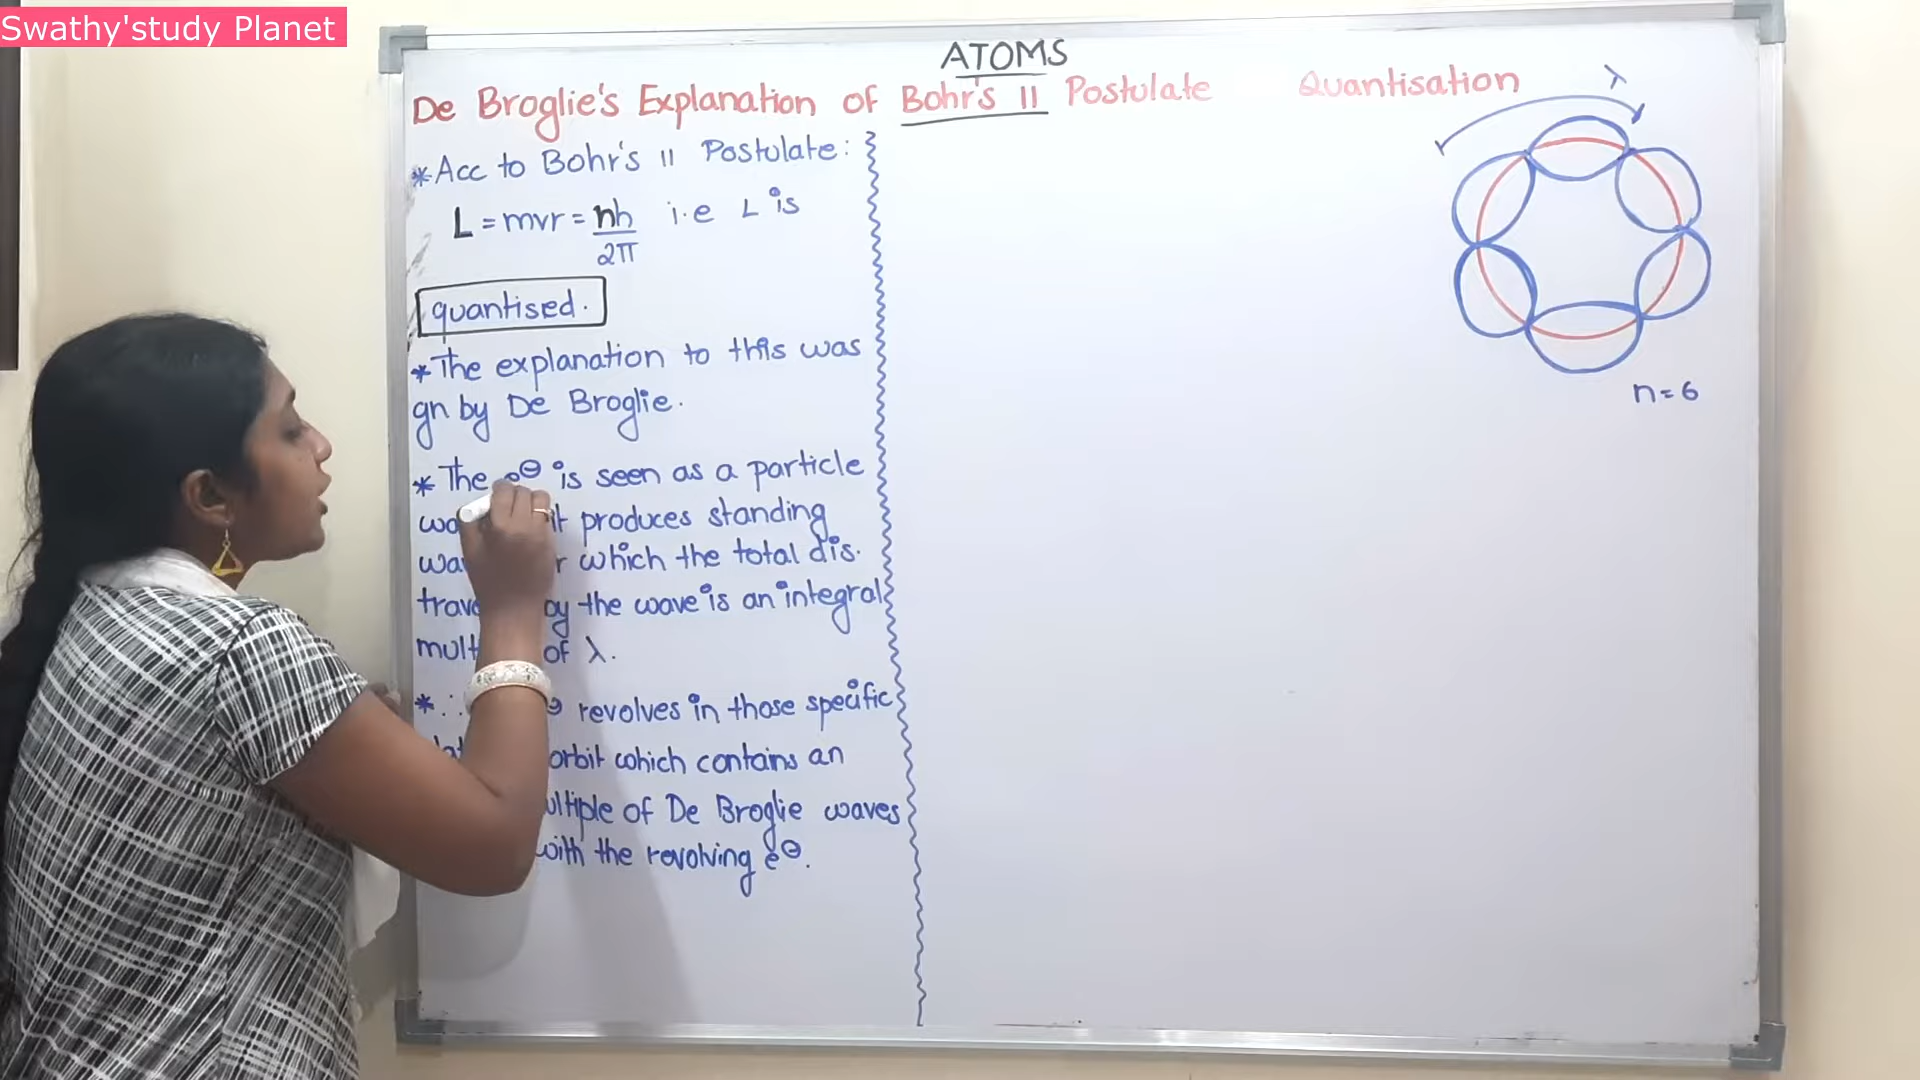 Swathy'study Planet
ATOMS
De Broglie's Explanation of Bohr's II Postulate Quantisation
* Acc to Bohr's II Postulate:
L = mvr = nh i.e L is
2π
quantised.
* The explanation to this was
gn by De Broglie.
* The e⊖ is seen as a particle
it produces standing
which the total dis.
by the wave is an integral
of λ.
* ∴ revolves in those specific
orbit which contains an
of De Broglie waves
with the revolving e⊖.
λ
n=6